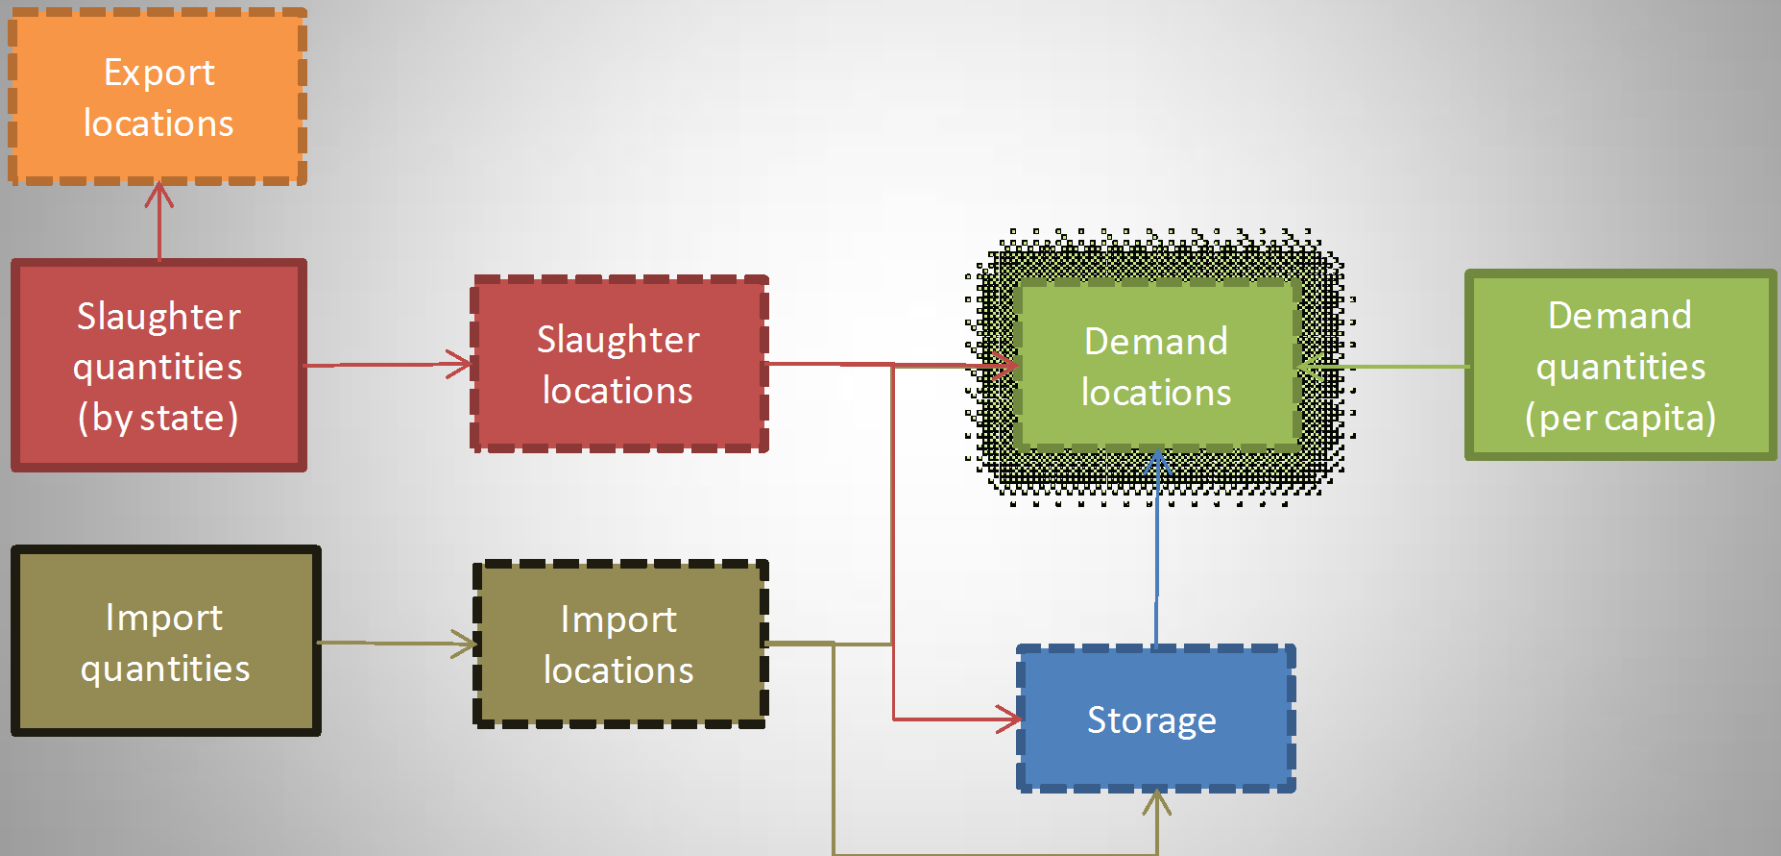 Export
locations
Slaughter
quantities
(by state)
Slaughter
locations
Demand
locations
Demand
quantities
(per capita)
Import
quantities
Import
locations
Storage